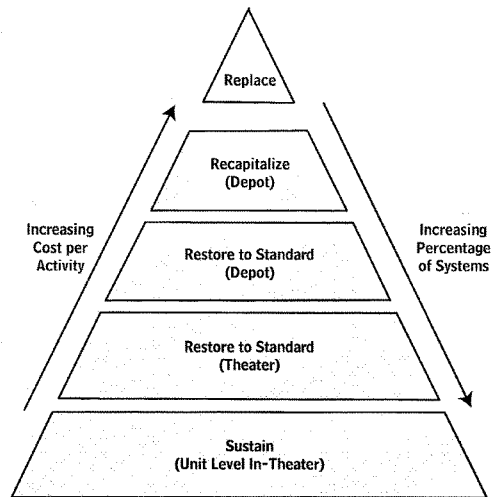 Replace
Recapitalize
(Depot)
Increasing
Cost per
Activity
Restore to Standard
(Depot)
Increasing
Percentage
of Systems
Restore to Standard
(Theater)
Sustain
(Unit Level In-Theater)